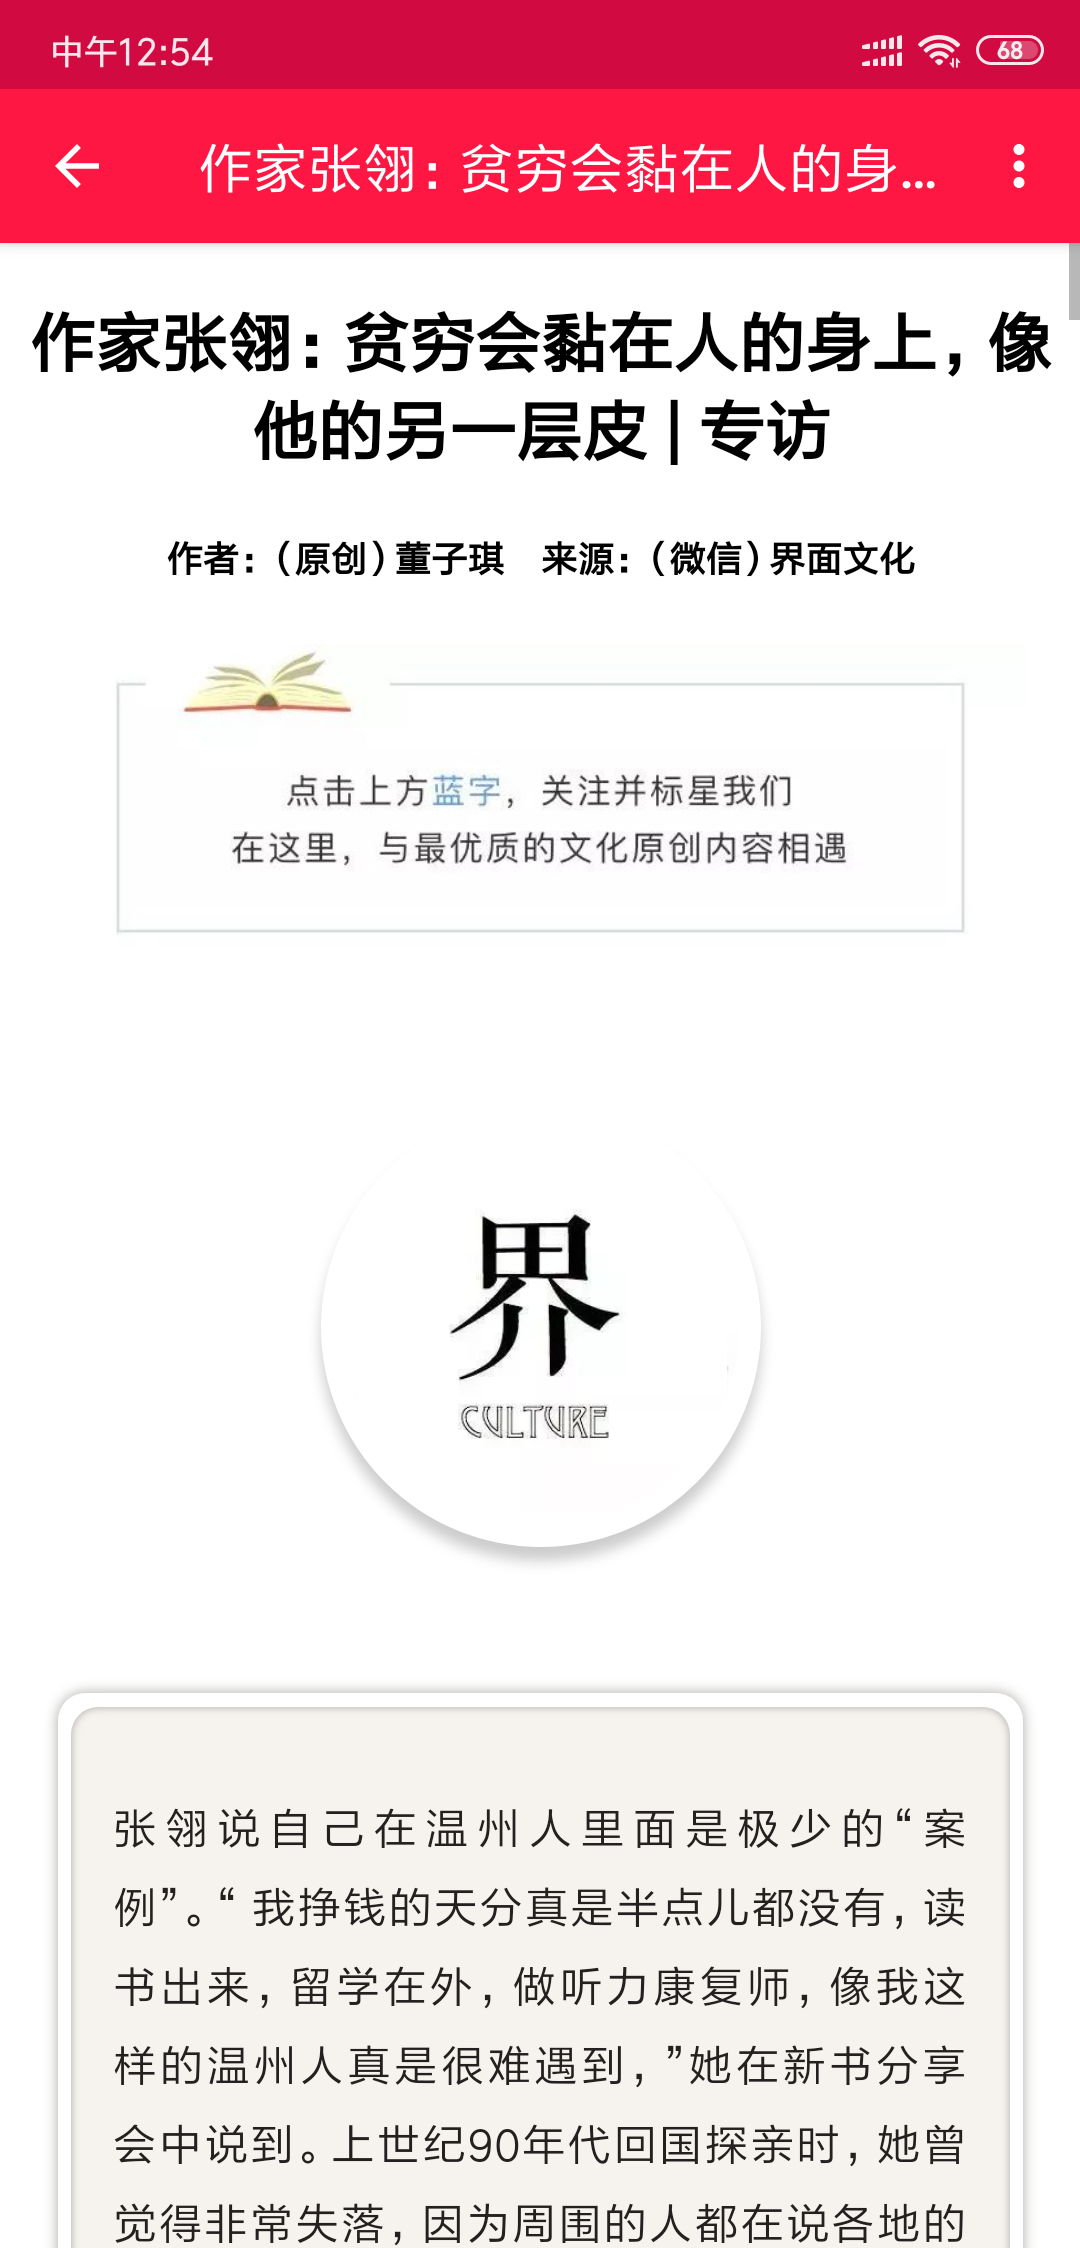 中午12:54
68
作家张翎：贫穷会黏在人的身...
作家张翎：贫穷会黏在人的身上，像
他的另一层皮 | 专访
作者：（原创）董子琪　来源：（微信）界面文化
点击上方蓝字，关注并标星我们
在这里，与最优质的文化原创内容相遇
界
CULTURE
张翎说自己在温州人里面是极少的“案
例”。“ 我挣钱的天分真是半点儿都没有，读
书出来，留学在外，做听力康复师，像我这
样的温州人真是很难遇到，”她在新书分享
会中说到。上世纪90年代回国探亲时，她曾
觉得非常失落，因为周围的人都在说各地的